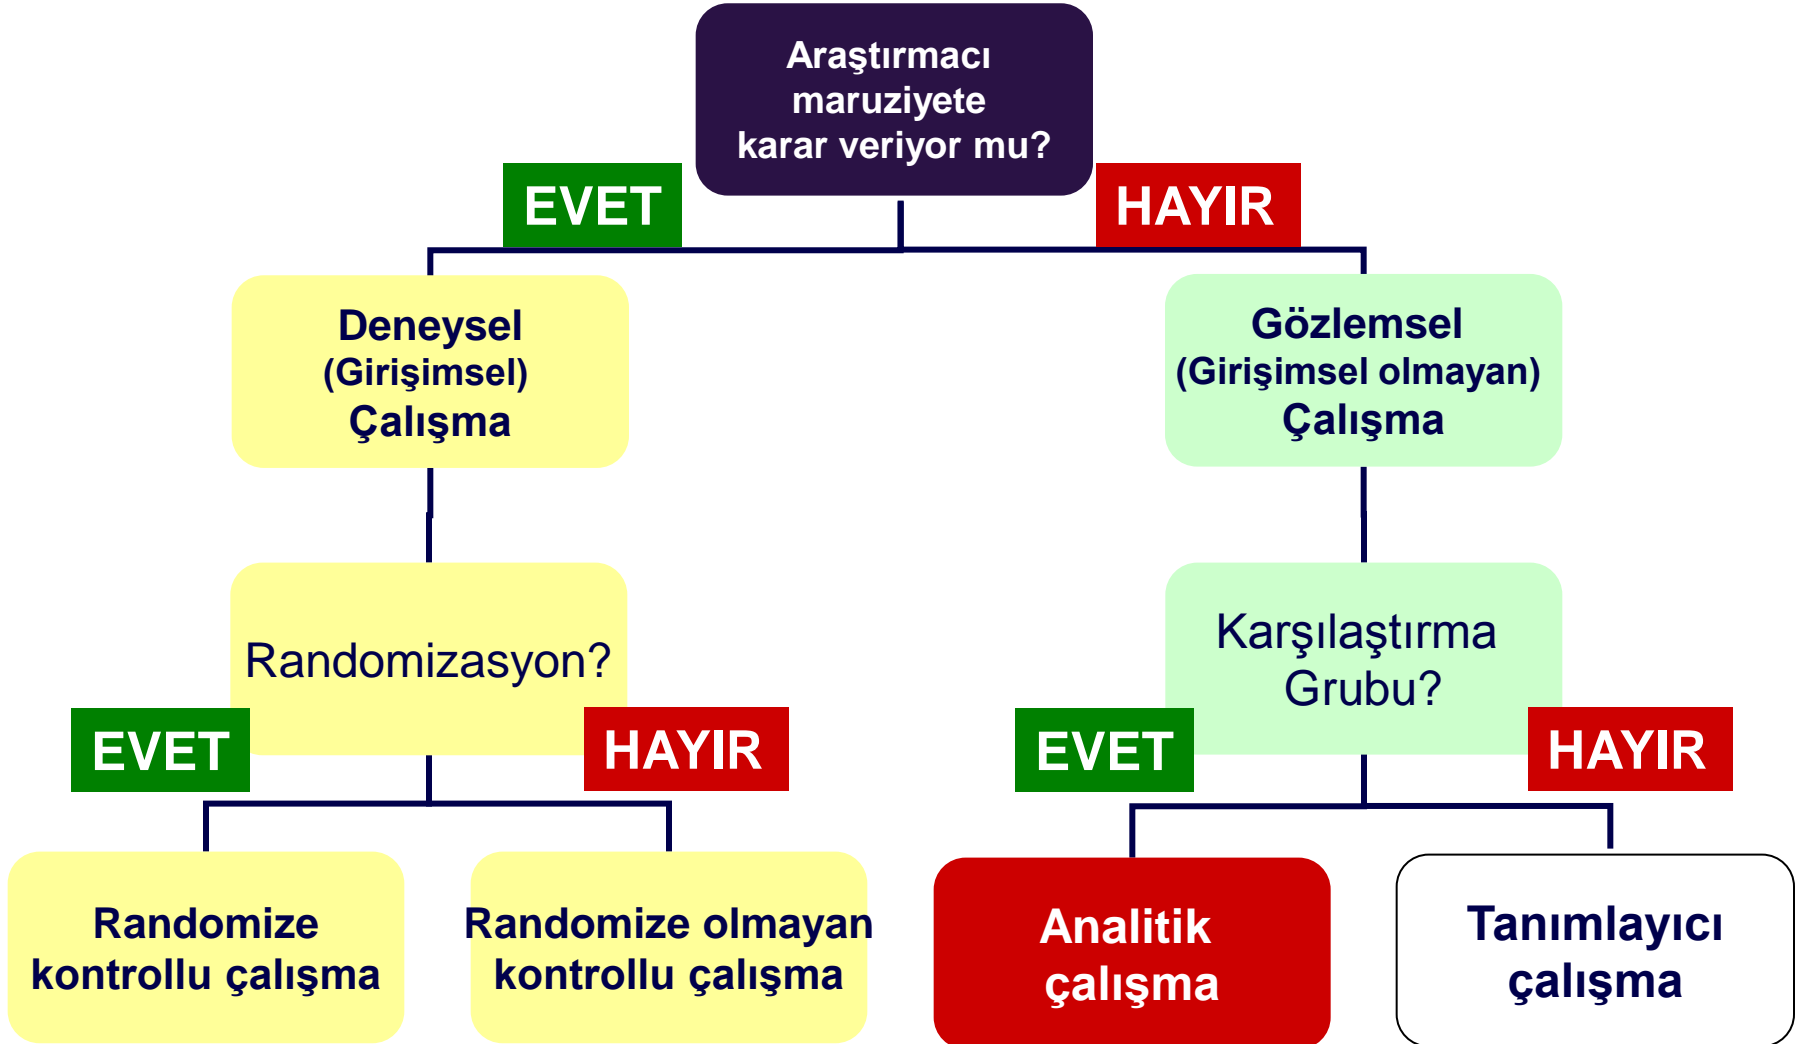 Araştırmacı
maruziyete
karar veriyor mu?
EVET
HAYIR
Deneysel
(Girişimsel)
Çalışma
Gözlemsel
(Girişimsel olmayan)
Çalışma
Randomizasyon?
Karşılaştırma
Grubu?
EVET
HAYIR
EVET
HAYIR
Randomize
kontrollu çalışma
Randomize olmayan
kontrollu çalışma
Analitik
çalışma
Tanımlayıcı
çalışma